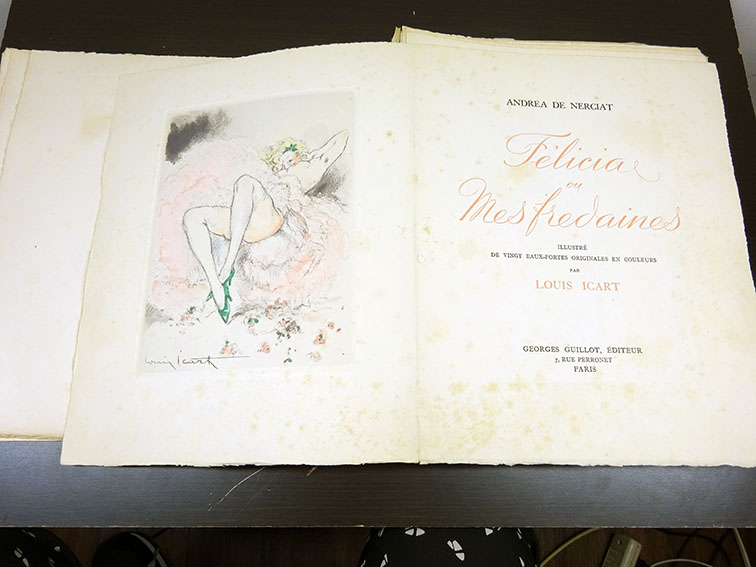 Louis Icart
ANDREA DE NERCIAT
Félicia
ou
Mes fredaines
ILLUSTRÉ
DE VINGT EAUX-FORTES ORIGINALES EN COULEURS
PAR
LOUIS ICART
GEORGES GUILLOT, ÉDITEUR
7, RUE PERRONET
PARIS